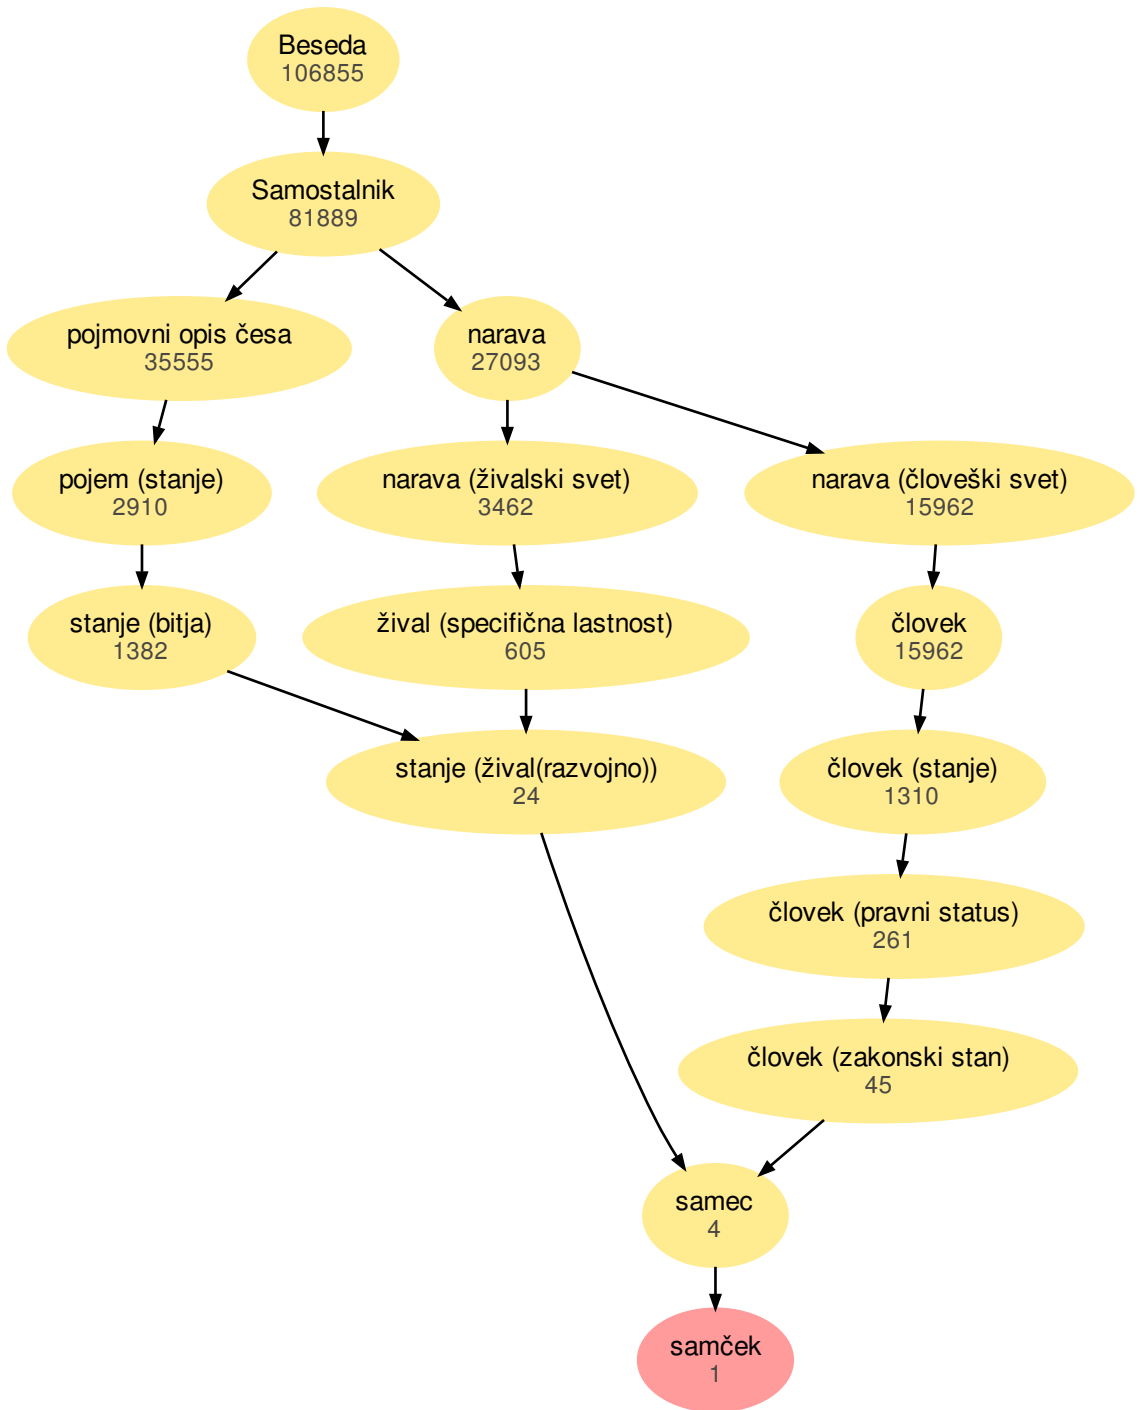 Beseda
106855
Samostalnik
81889
pojmovni opis česa
35555
narava
27093
pojem (stanje)
2910
narava (živalski svet)
3462
narava (človeški svet)
15962
stanje (bitja)
1382
žival (specifična lastnost)
605
človek
15962
stanje (žival(razvojno))
24
človek (stanje)
1310
človek (pravni status)
261
človek (zakonski stan)
45
samec
4
samček
1